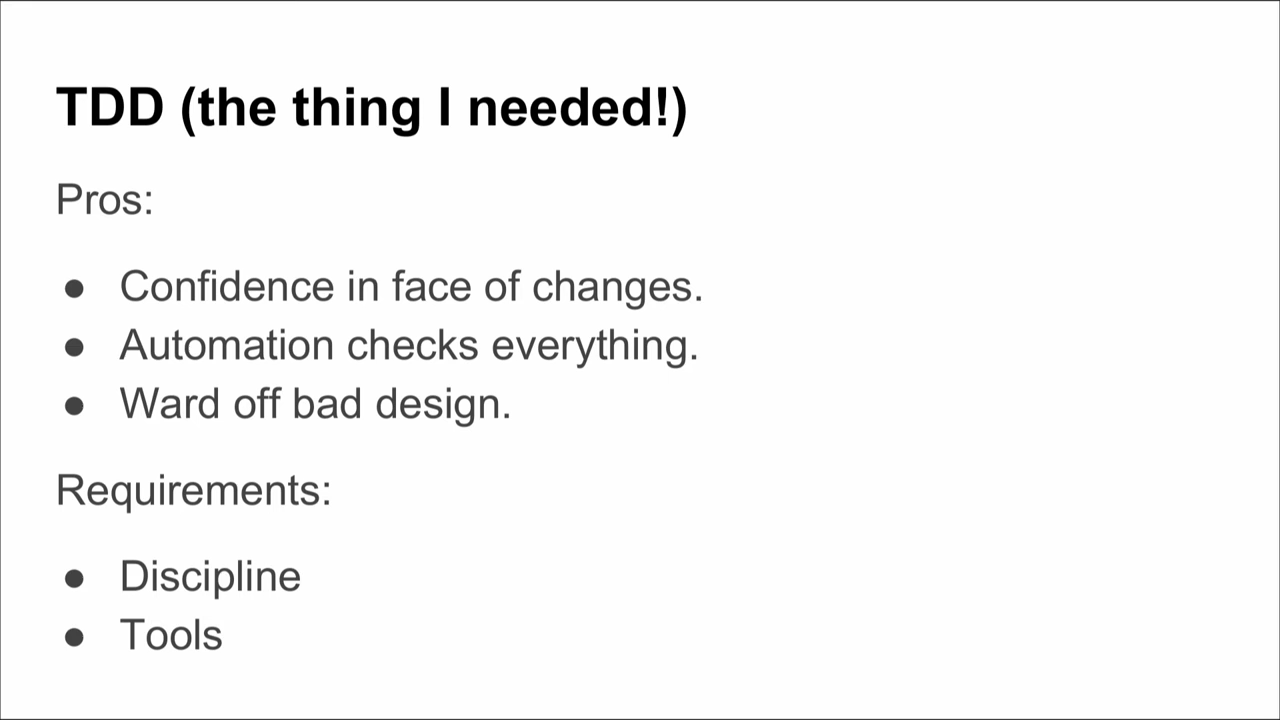 TDD (the thing I needed!)
Pros:
● Confidence in face of changes.
● Automation checks everything.
● Ward off bad design.
Requirements:
● Discipline
● Tools